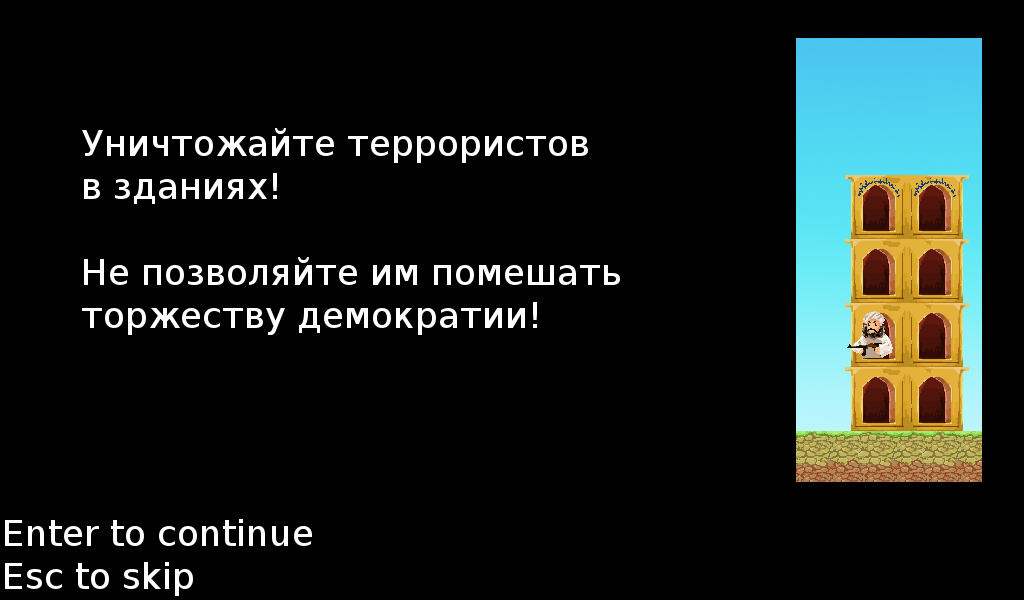 Уничтожайте террористов
в зданиях!
Не позволяйте им помешать
торжеству демократии!
Enter to continue
Esc to skip